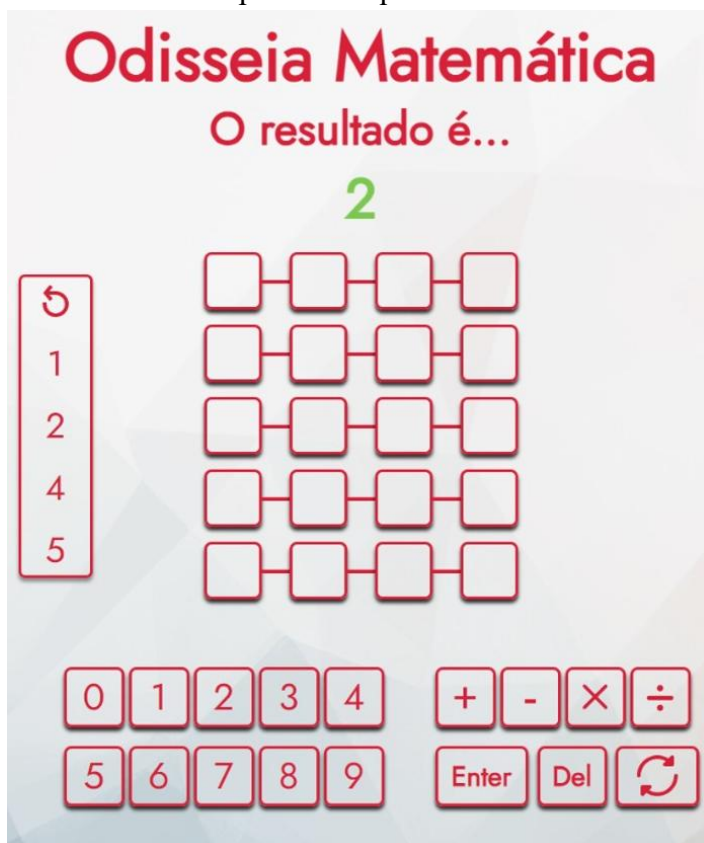 Odisseia Matemática
O resultado é...
2
1
2
4
5
0 1 2 3 4 + - × ÷
5 6 7 8 9 Enter Del